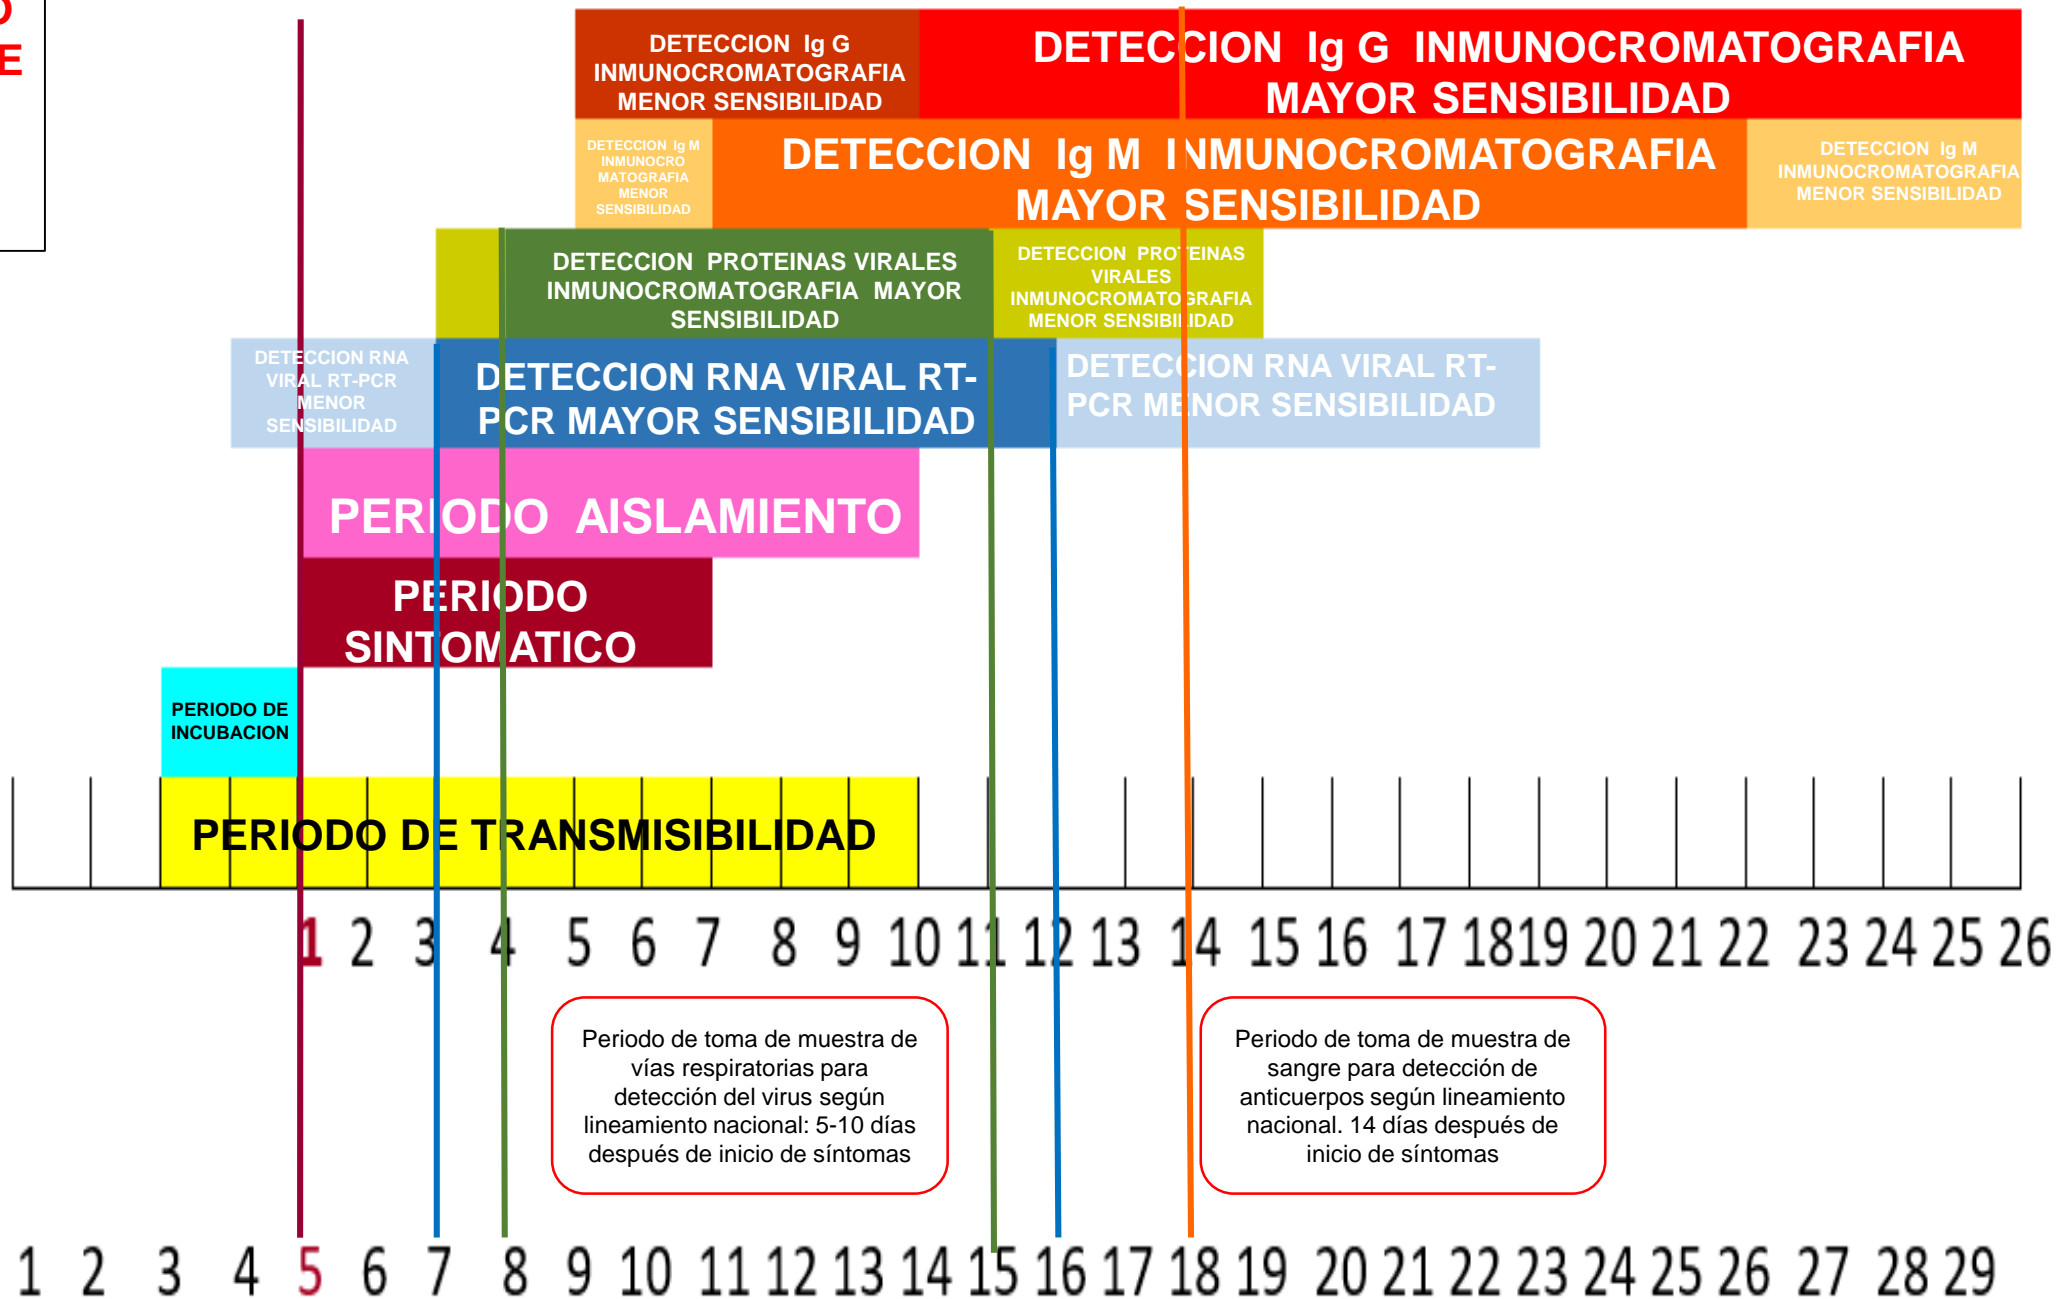 O
E
DETECCION Ig G
INMUNOCROMATOGRAFIA
MENOR SENSIBILIDAD
DETECCION Ig G INMUNOCROMATOGRAFIA
MAYOR SENSIBILIDAD
DETECCION Ig M
INMUNOCRO
MATOGRAFIA
MENOR
SENSIBILIDAD
DETECCION Ig M INMUNOCROMATOGRAFIA
MAYOR SENSIBILIDAD
DETECCION Ig M
INMUNOCROMATOGRAFIA
MENOR SENSIBILIDAD
DETECCION PROTEINAS VIRALES
INMUNOCROMATOGRAFIA MAYOR
SENSIBILIDAD
DETECCION PROTEINAS
VIRALES
INMUNOCROMATOGRAFIA
MENOR SENSIBILIDAD
DETECCION RNA
VIRAL RT-PCR
MENOR
SENSIBILIDAD
DETECCION RNA VIRAL RT-
PCR MAYOR SENSIBILIDAD
DETECCION RNA VIRAL RT-
PCR MENOR SENSIBILIDAD
PERIODO AISLAMIENTO
PERIODO
SINTOMATICO
PERIODO DE
INCUBACION
PERIODO DE TRANSMISIBILIDAD
1 2 3 4 5 6 7 8 9 10 11 12 13 14 15 16 17 18 19 20 21 22 23 24 25 26
Periodo de toma de muestra de
vías respiratorias para
detección del virus según
lineamiento nacional: 5-10 días
después de inicio de síntomas
Periodo de toma de muestra de
sangre para detección de
anticuerpos según lineamiento
nacional. 14 días después de
inicio de síntomas
1 2 3 4 5 6 7 8 9 10 11 12 13 14 15 16 17 18 19 20 21 22 23 24 25 26 27 28 29